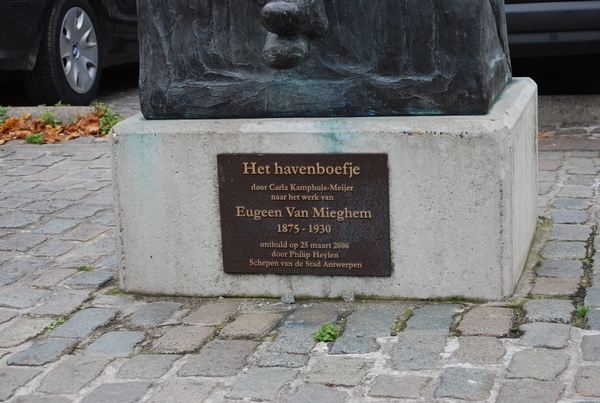 Het havenboefje
door Carla Kamphuis-Meijer
naar het werk van
Eugeen Van Mieghem
1875 - 1930
onthuld op 25 maart 2006
door Philip Heylen
Schepen van de Stad Antwerpen